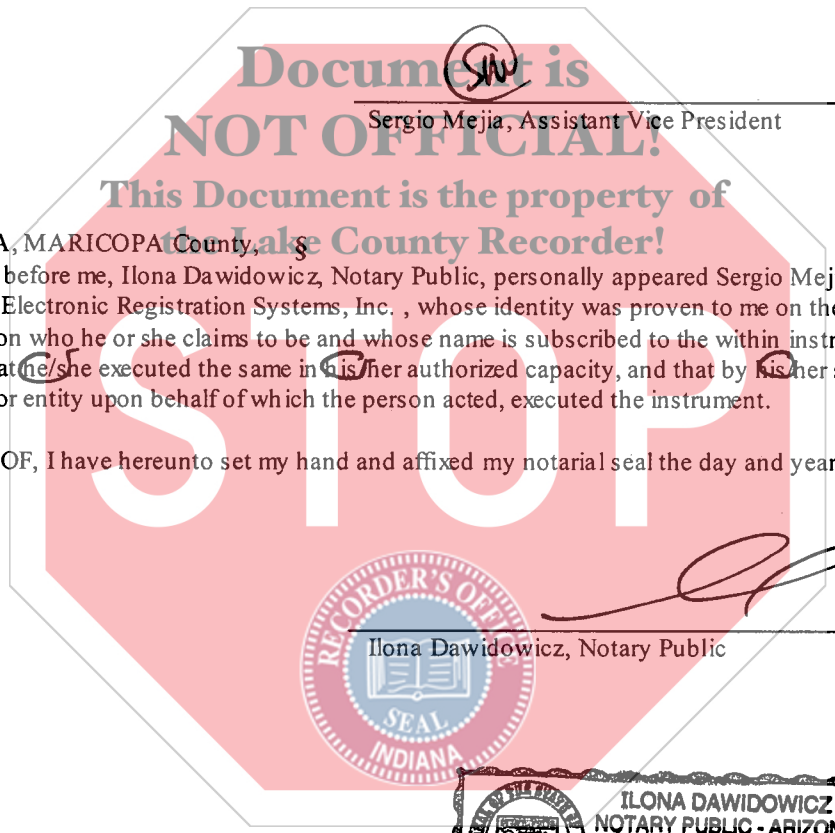 Document is
NOT OFFICIAL!
Sergio Mejia, Assistant Vice President
This Document is the property of
the Lake County Recorder!
A, MARICOPA County, §
before me, Ilona Dawidowicz, Notary Public, personally appeared Sergio Mej
Electronic Registration Systems, Inc. , whose identity was proven to me on the
on who he or she claims to be and whose name is subscribed to the within instr
at he/she executed the same in his/her authorized capacity, and that by his/her s
or entity upon behalf of which the person acted, executed the instrument.
STOP
OF, I have hereunto set my hand and affixed my notarial seal the day and year
RECORDER'S OFFICE
SEAL
INDIANA
Ilona Dawidowicz, Notary Public
ILONA DAWIDOWICZ
NOTARY PUBLIC - ARIZON